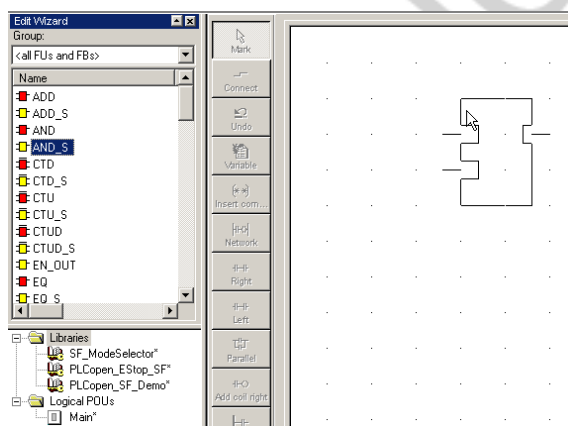 Edit Wizard
Group:
<all FUs and FBs>
Name
ADD
ADD_S
AND
AND_S
CTD
CTD_S
CTU
CTU_S
CTUD
CTUD_S
EN_OUT
EQ
EQ_S
Libraries
SF_ModeSelector*
PLCopen_EStop_SF*
PLCopen_SF_Demo*
Logical POUs
Main*
Mark
Connect
Undo
Variable
Insert com...
Network
Right
Left
Parallel
Add coil right